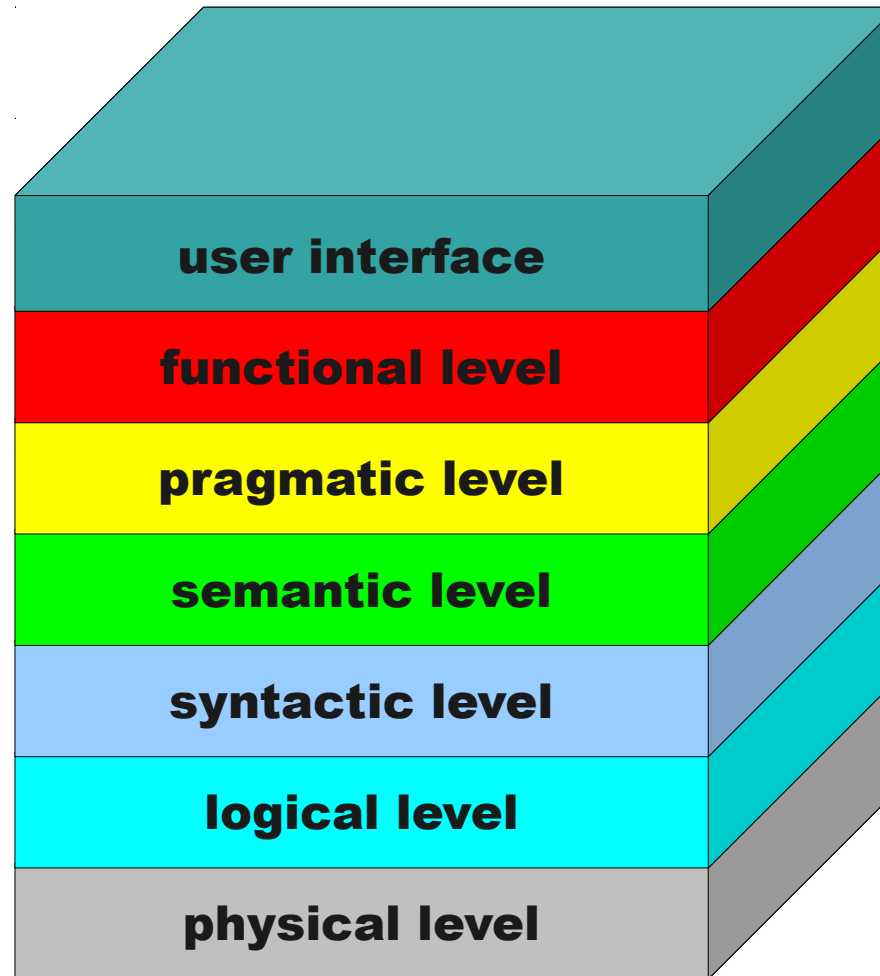 user interface
functional level
pragmatic level
semantic level
syntactic level
logical level
physical level